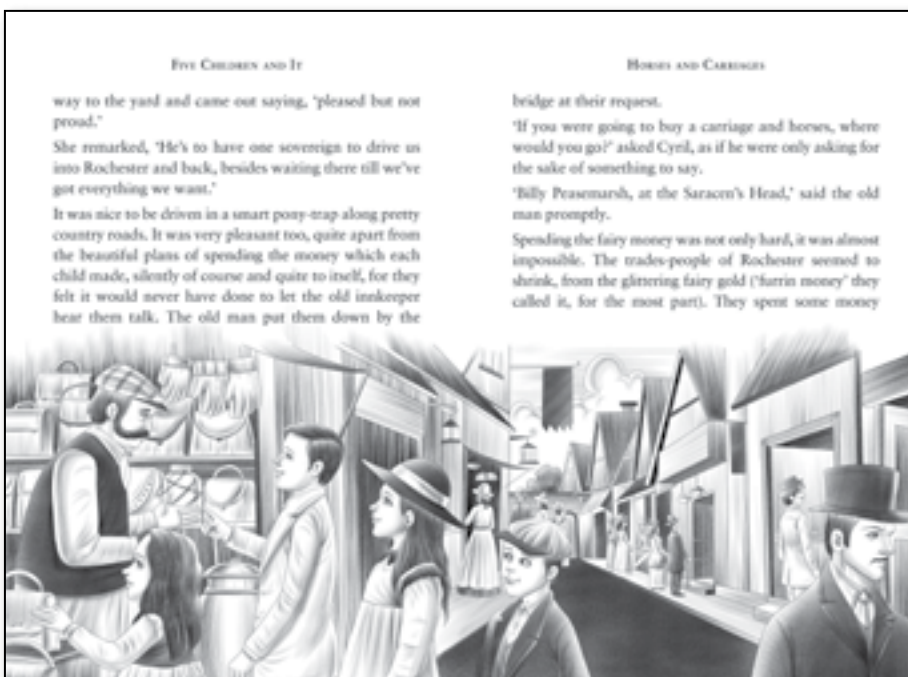 FIVE CHILDREN AND IT
way to the yard and came out saying, 'pleased but not
proud.'
She remarked, 'He's to have one sovereign to drive us
into Rochester and back, besides waiting there till we've
got everything we want.'
It was nice to be driven in a smart pony-trap along pretty
country roads. It was very pleasant too, quite apart from
the beautiful plans of spending the money which each
child made, silently of course and quite to itself, for they
felt it would never have done to let the old innkeeper
hear them talk. The old man put them down by the
HORSES AND CARRIAGES
bridge at their request.
'If you were going to buy a carriage and horses, where
would you go?' asked Cyril, as if he were only asking for
the sake of something to say.
'Billy Peasemarsh, at the Saracen's Head,' said the old
man promptly.
Spending the fairy money was not only hard, it was almost
impossible. The trades-people of Rochester seemed to
shrink, from the glittering fairy gold ('furrin money' they
called it, for the most part). They spent some money